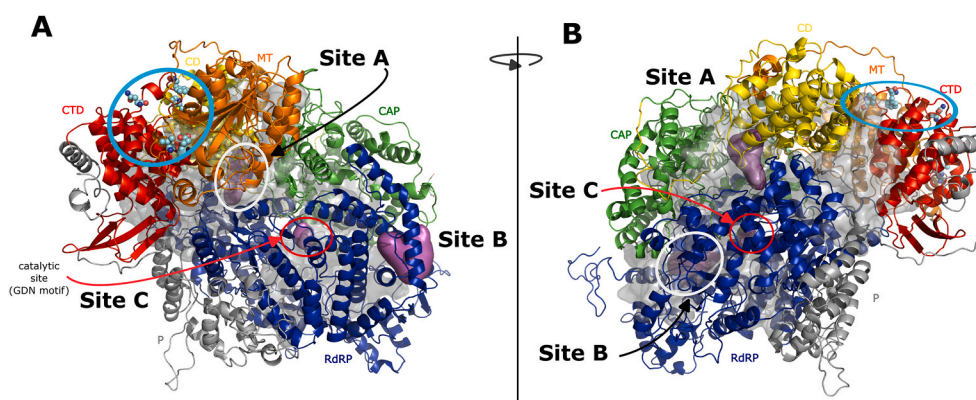 A
CD
MT
Site A
CTD
CAP
Site B
catalytic
site
(GDN motif)
Site C
P
RdRP
B
CD
Site A
MT
CTD
CAP
Site C
P
Site B
RdRP